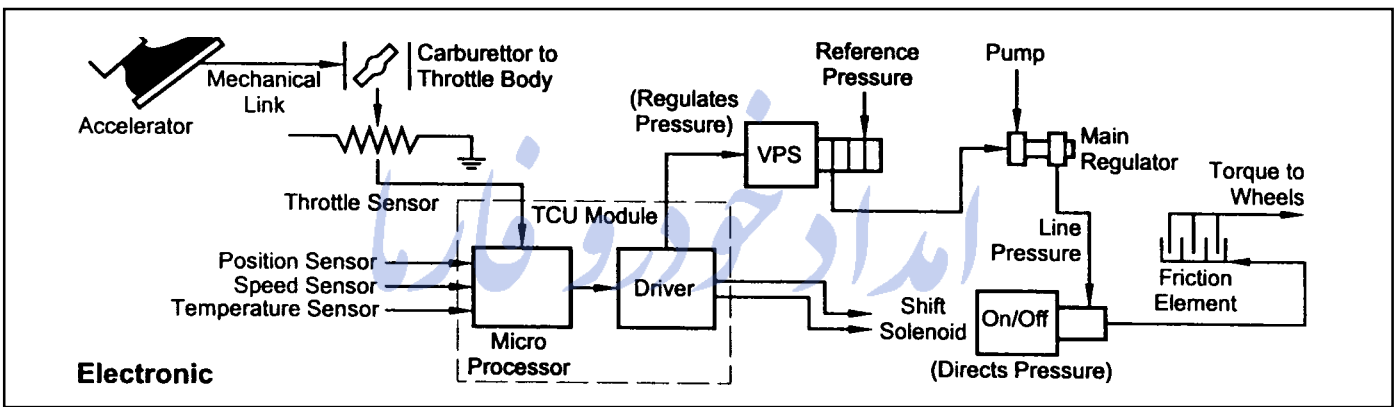 Accelerator
Mechanical
Link
Carburettor to
Throttle Body
Throttle Sensor
Position Sensor
Speed Sensor
Temperature Sensor
TCU Module
Micro
Processor
Driver
(Regulates
Pressure)
VPS
Reference
Pressure
Pump
Main
Regulator
Line
Pressure
Shift
Solenoid
On/Off
(Directs Pressure)
Torque to
Wheels
Friction
Element
Electronic
امداد خودرو فارما